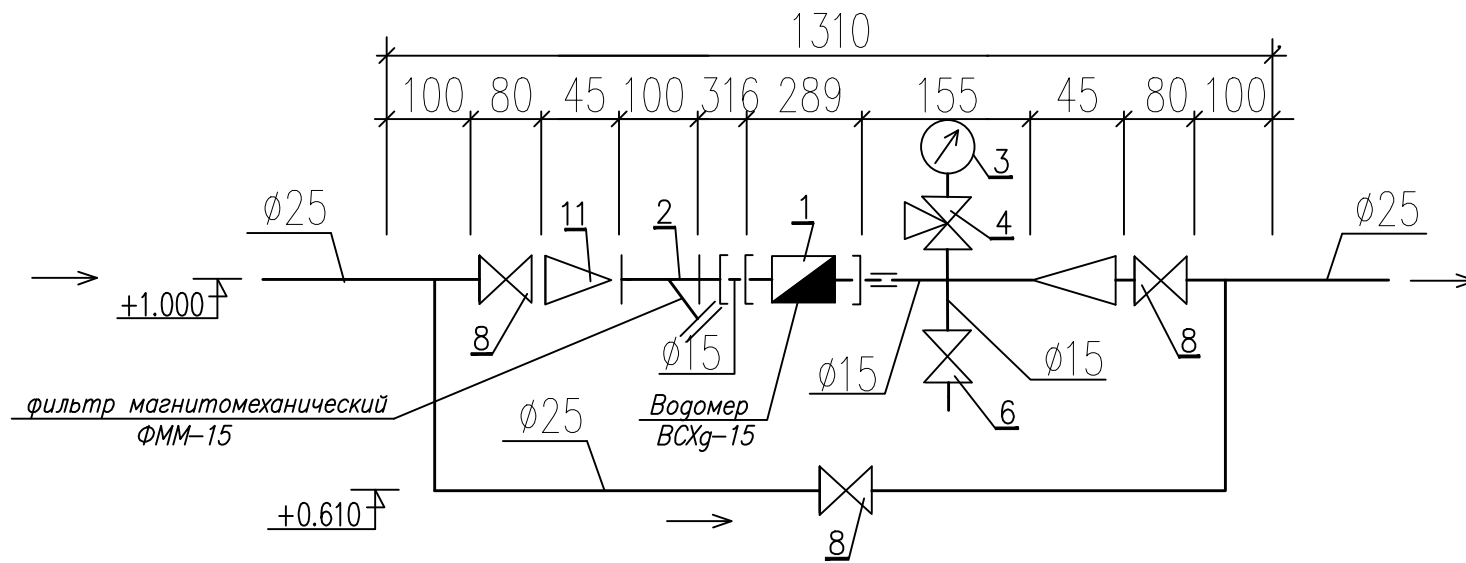 1310
100 80 45 100 316 289 155 45 80 100
3
Ø25
11
2
1
4
Ø25
+1.000
8
Ø15
Ø15
Ø15
8
фильтр магнитомеханический
ФММ-15
Ø25
Водомер
ВСХд-15
6
+0.610
8